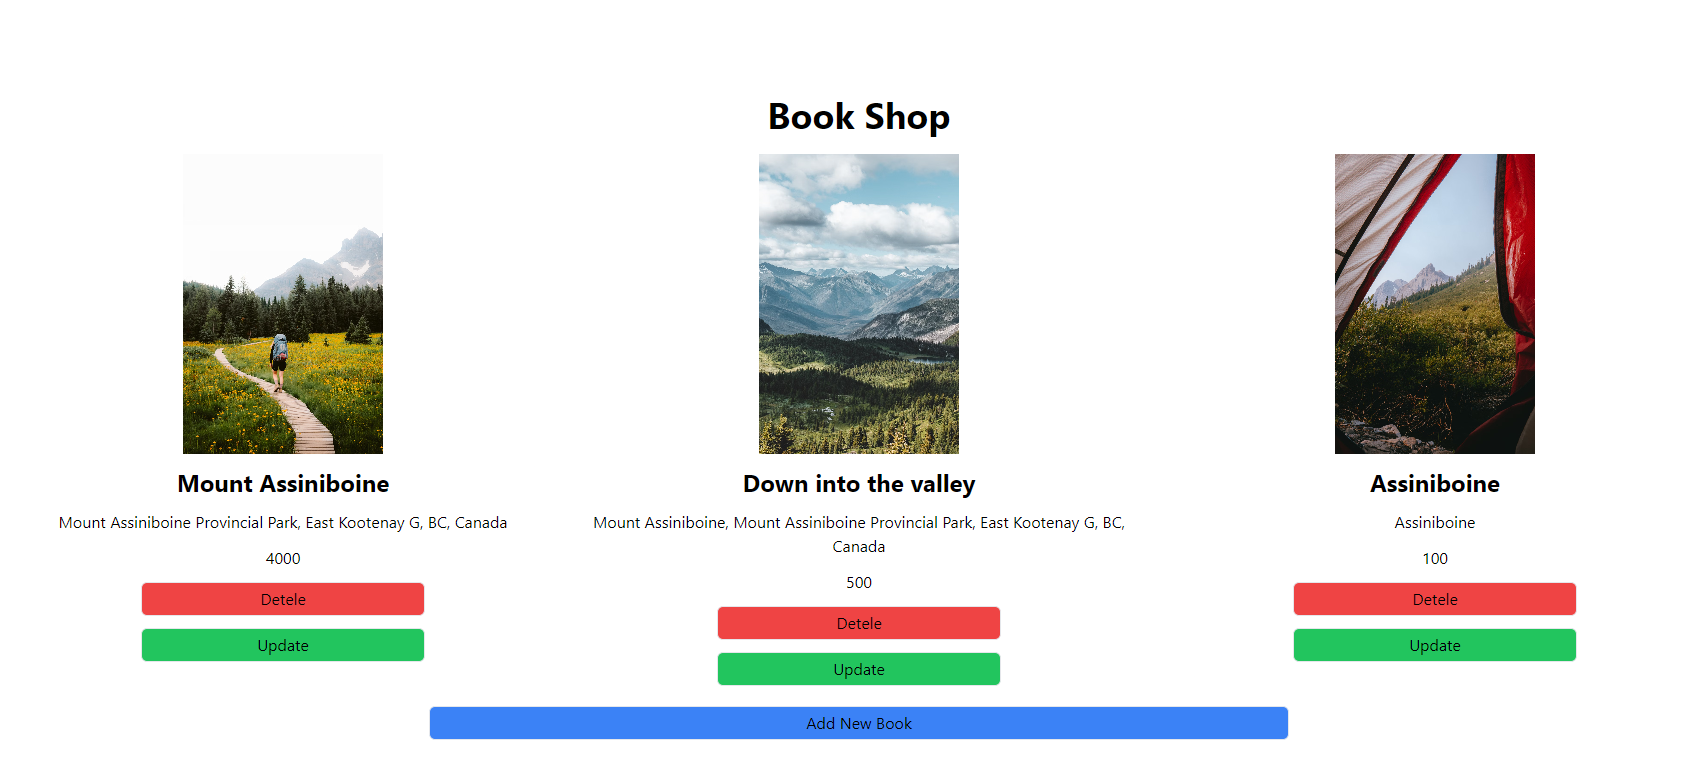 Book Shop
Mount Assiniboine
Mount Assiniboine Provincial Park, East Kootenay G, BC, Canada
4000
Detele
Update
Down into the valley
Mount Assiniboine, Mount Assiniboine Provincial Park, East Kootenay G, BC,
Canada
500
Detele
Update
Assiniboine
Assiniboine
100
Detele
Update
Add New Book